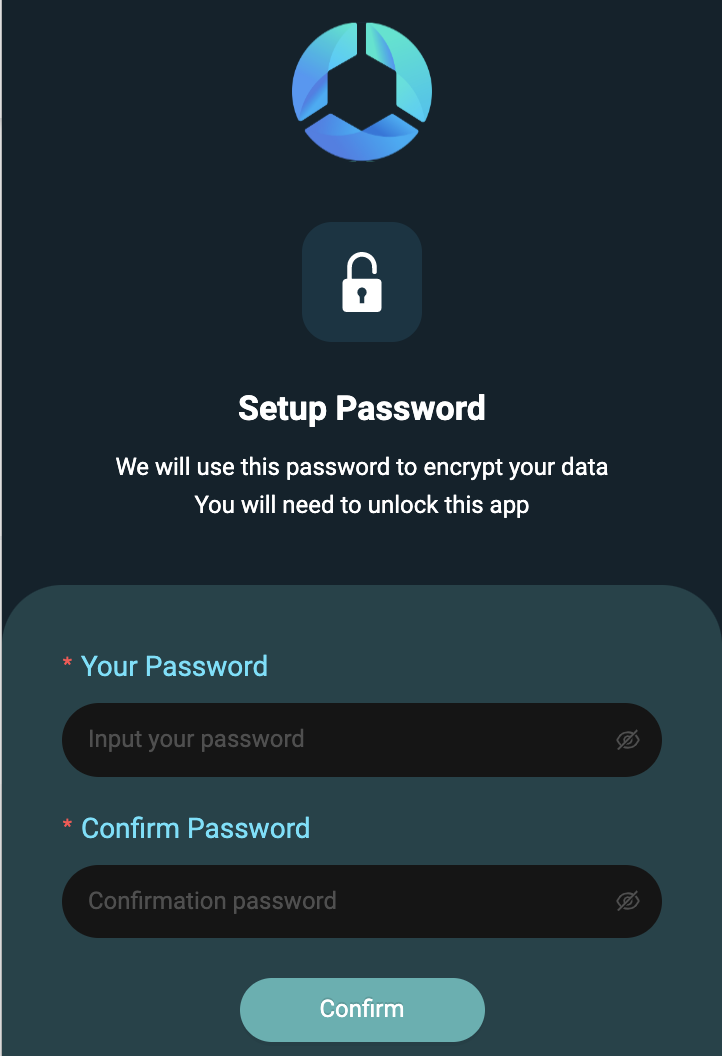 Setup Password
We will use this password to encrypt your data
You will need to unlock this app
* Your Password
Input your password
* Confirm Password
Confirmation password
Confirm